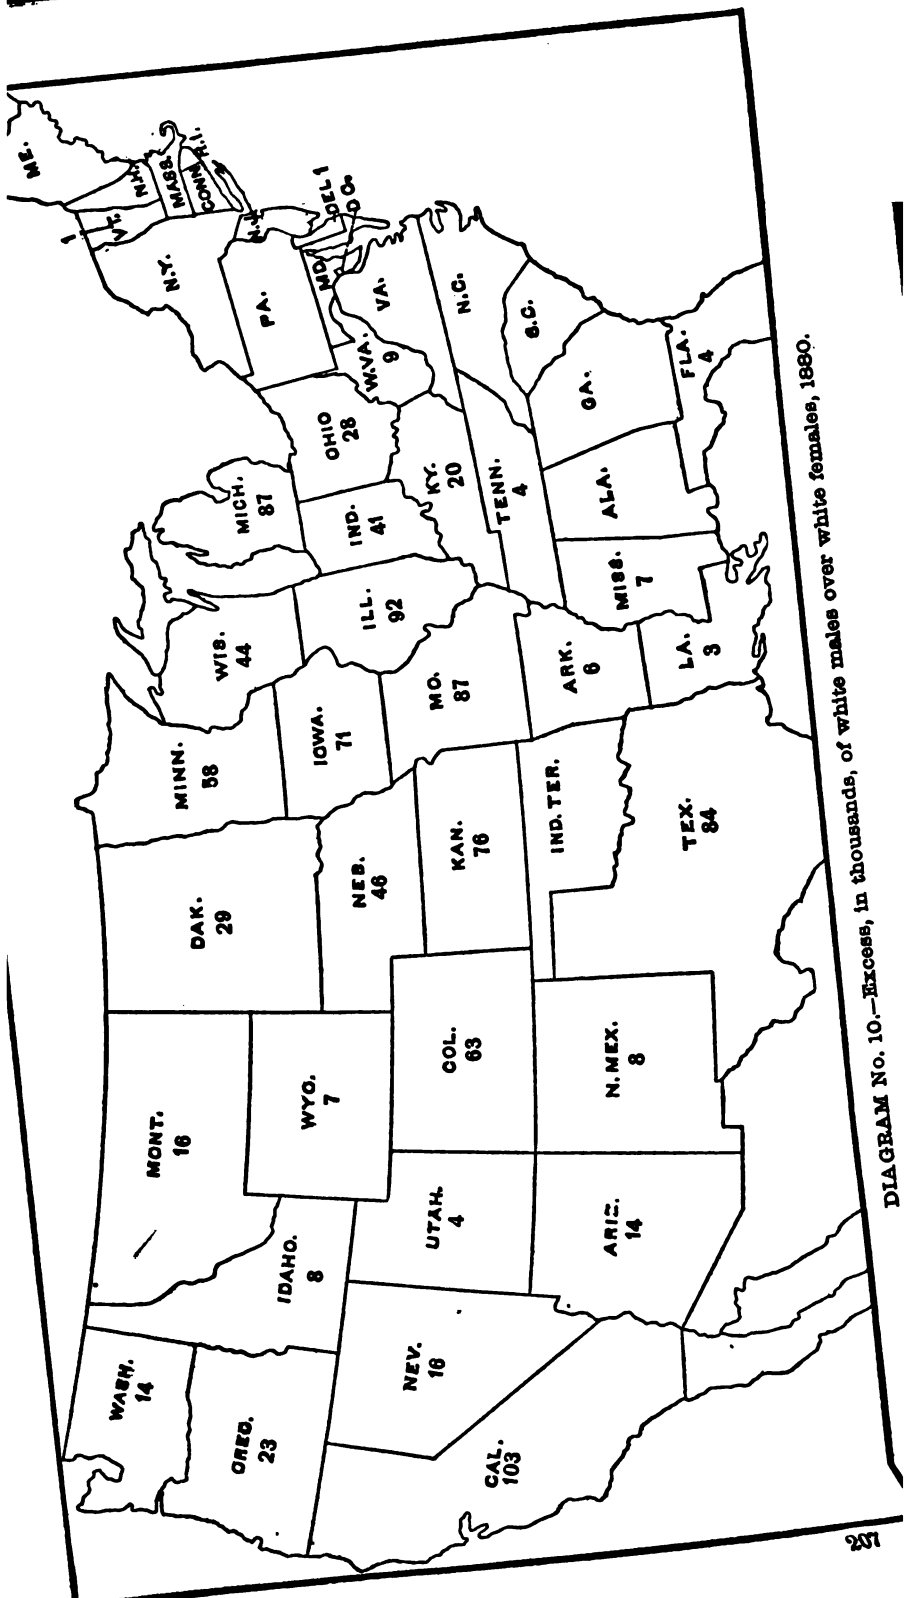 WASH.
14
OREG.
23
CAL.
103
NEV.
16
IDAHO.
8
MONT.
16
WYO.
7
UTAH.
4
COL.
63
ARIZ.
14
N.MEX.
8
DAK.
29
NEB.
46
KAN.
76
IND.TER.
TEX.
84
MINN.
58
IOWA.
71
MO.
87
ARK.
6
LA.
3
WIS.
44
ILL.
92
MICH.
87
IND.
41
OHIO
28
KY.
20
TENN.
4
MISS.
7
ALA.
GA.
FLA.
4
S.C.
N.C.
VA.
W.VA.
9
MD.
DEL 1
D.C.
PA.
N.J.
N.Y.
CONN.
R.I.
MASS.
VT.
1
N.H.
ME.
DIAGRAM No. 10.—Excess, in thousands, of white males over white females, 1880.
207